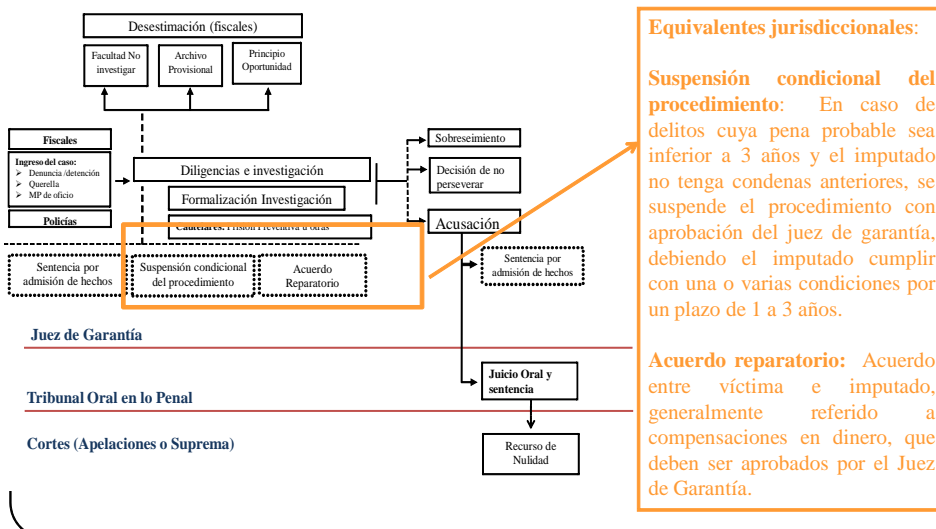 Desestimación (fiscales)
Facultad No
investigar
Archivo
Provisional
Principio
Oportunidad
Fiscales
Ingreso del caso:
➢ Denuncia /detención
➢ Querella
➢ MP de oficio
Policías
Diligencias e investigación
Formalización Investigación
Cautelares: Prisión Preventiva u otras
Sobreseimiento
Decisión de no
perseverar
Acusación
Sentencia por
admisión de hechos
Suspensión condicional
del procedimiento
Acuerdo
Reparatorio
Sentencia por
admisión de hechos
Juez de Garantía
Juicio Oral y
sentencia
Tribunal Oral en lo Penal
Cortes (Apelaciones o Suprema)
Recurso de
Nulidad
Equivalentes jurisdiccionales:
Suspensión condicional del
procedimiento: En caso de
delitos cuya pena probable sea
inferior a 3 años y el imputado
no tenga condenas anteriores, se
suspende el procedimiento con
aprobación del juez de garantía,
debiendo el imputado cumplir
con una o varias condiciones por
un plazo de 1 a 3 años.
Acuerdo reparatorio: Acuerdo
entre víctima e imputado,
generalmente referido a
compensaciones en dinero, que
deben ser aprobados por el Juez
de Garantía.